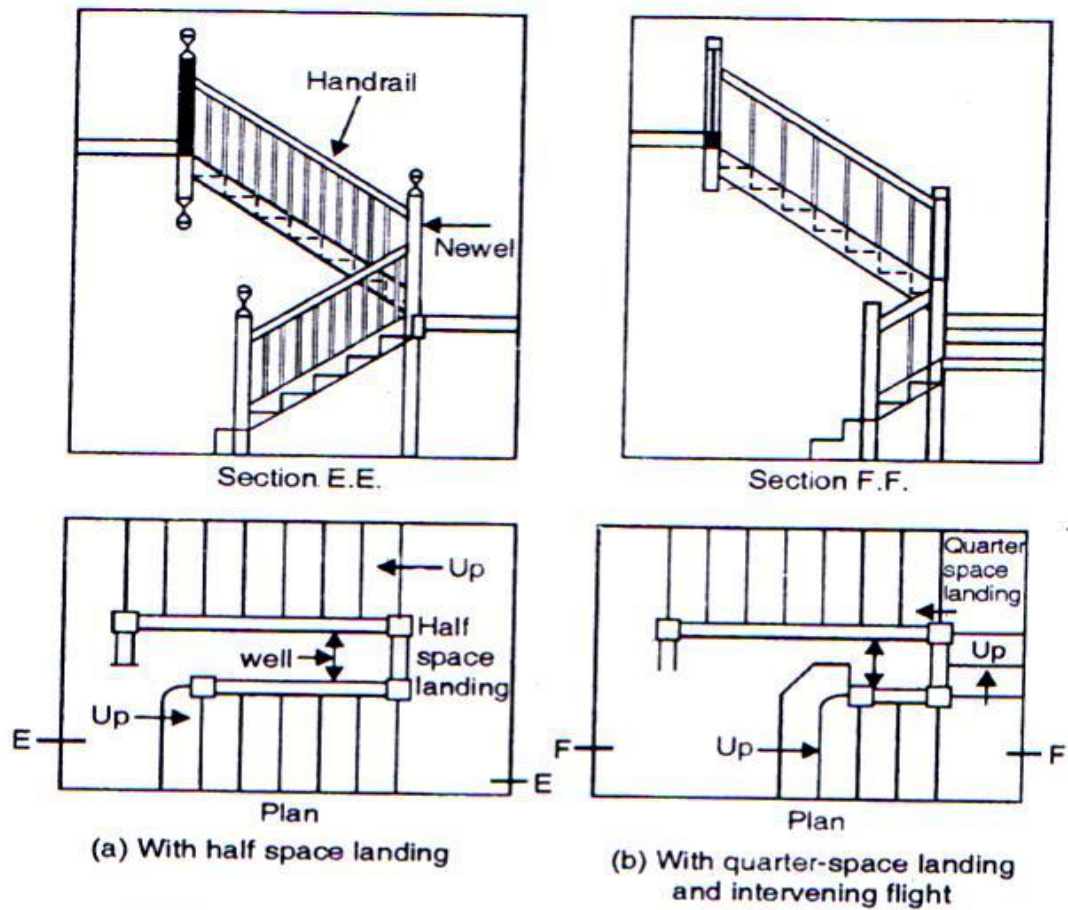 Handrail
Newel
Section E.E.
Section F.F.
Up
Half
space
landing
well
Up
E
E
Plan
(a) With half space landing
Quarter
space
landing
Up
Up
F
F
Plan
(b) With quarter-space landing
and intervening flight